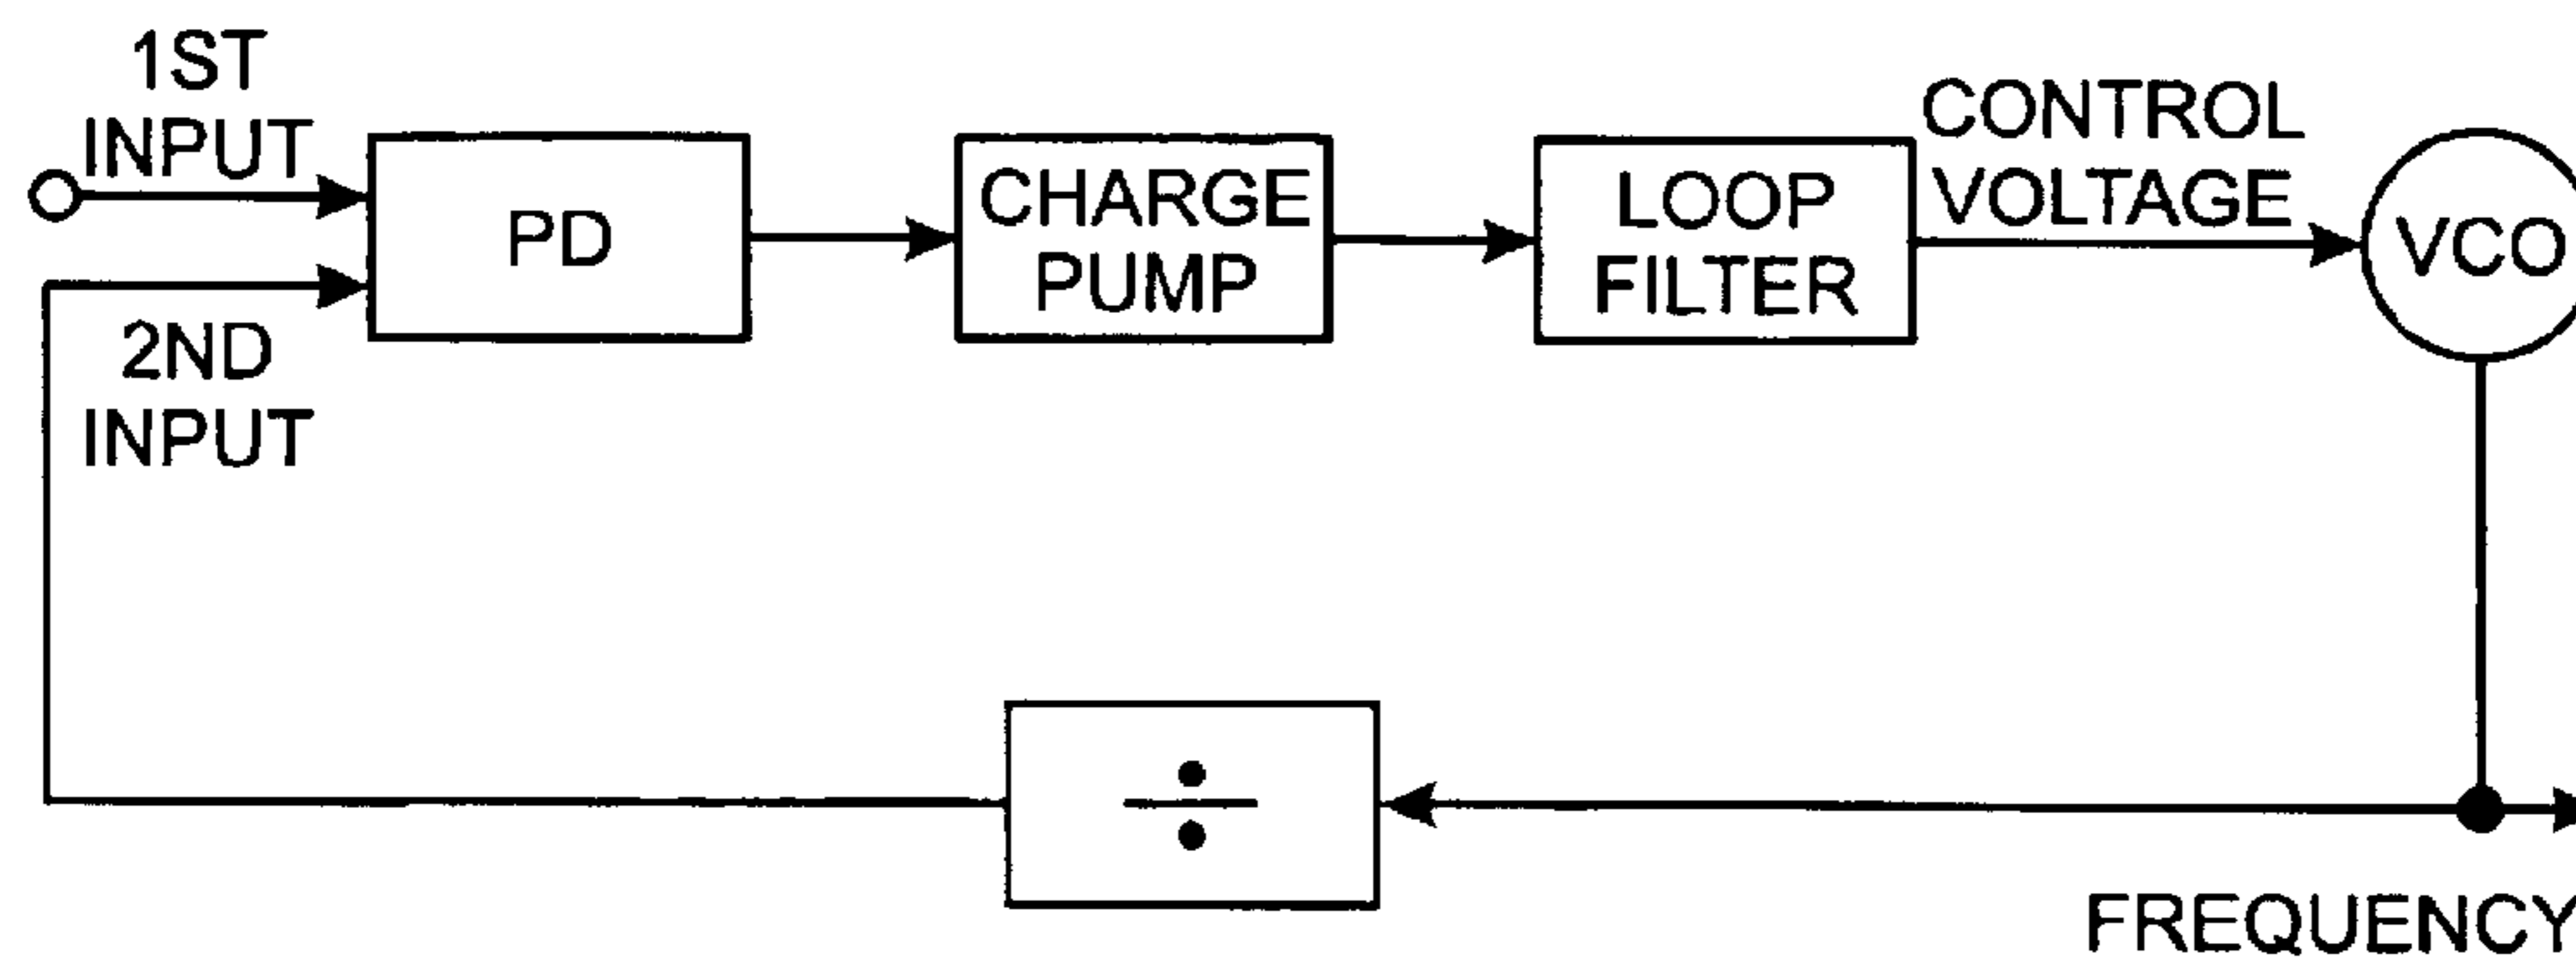 1ST
INPUT
PD
CHARGE
PUMP
LOOP
FILTER
CONTROL
VOLTAGE
VCO
2ND
INPUT
÷
FREQUENCY